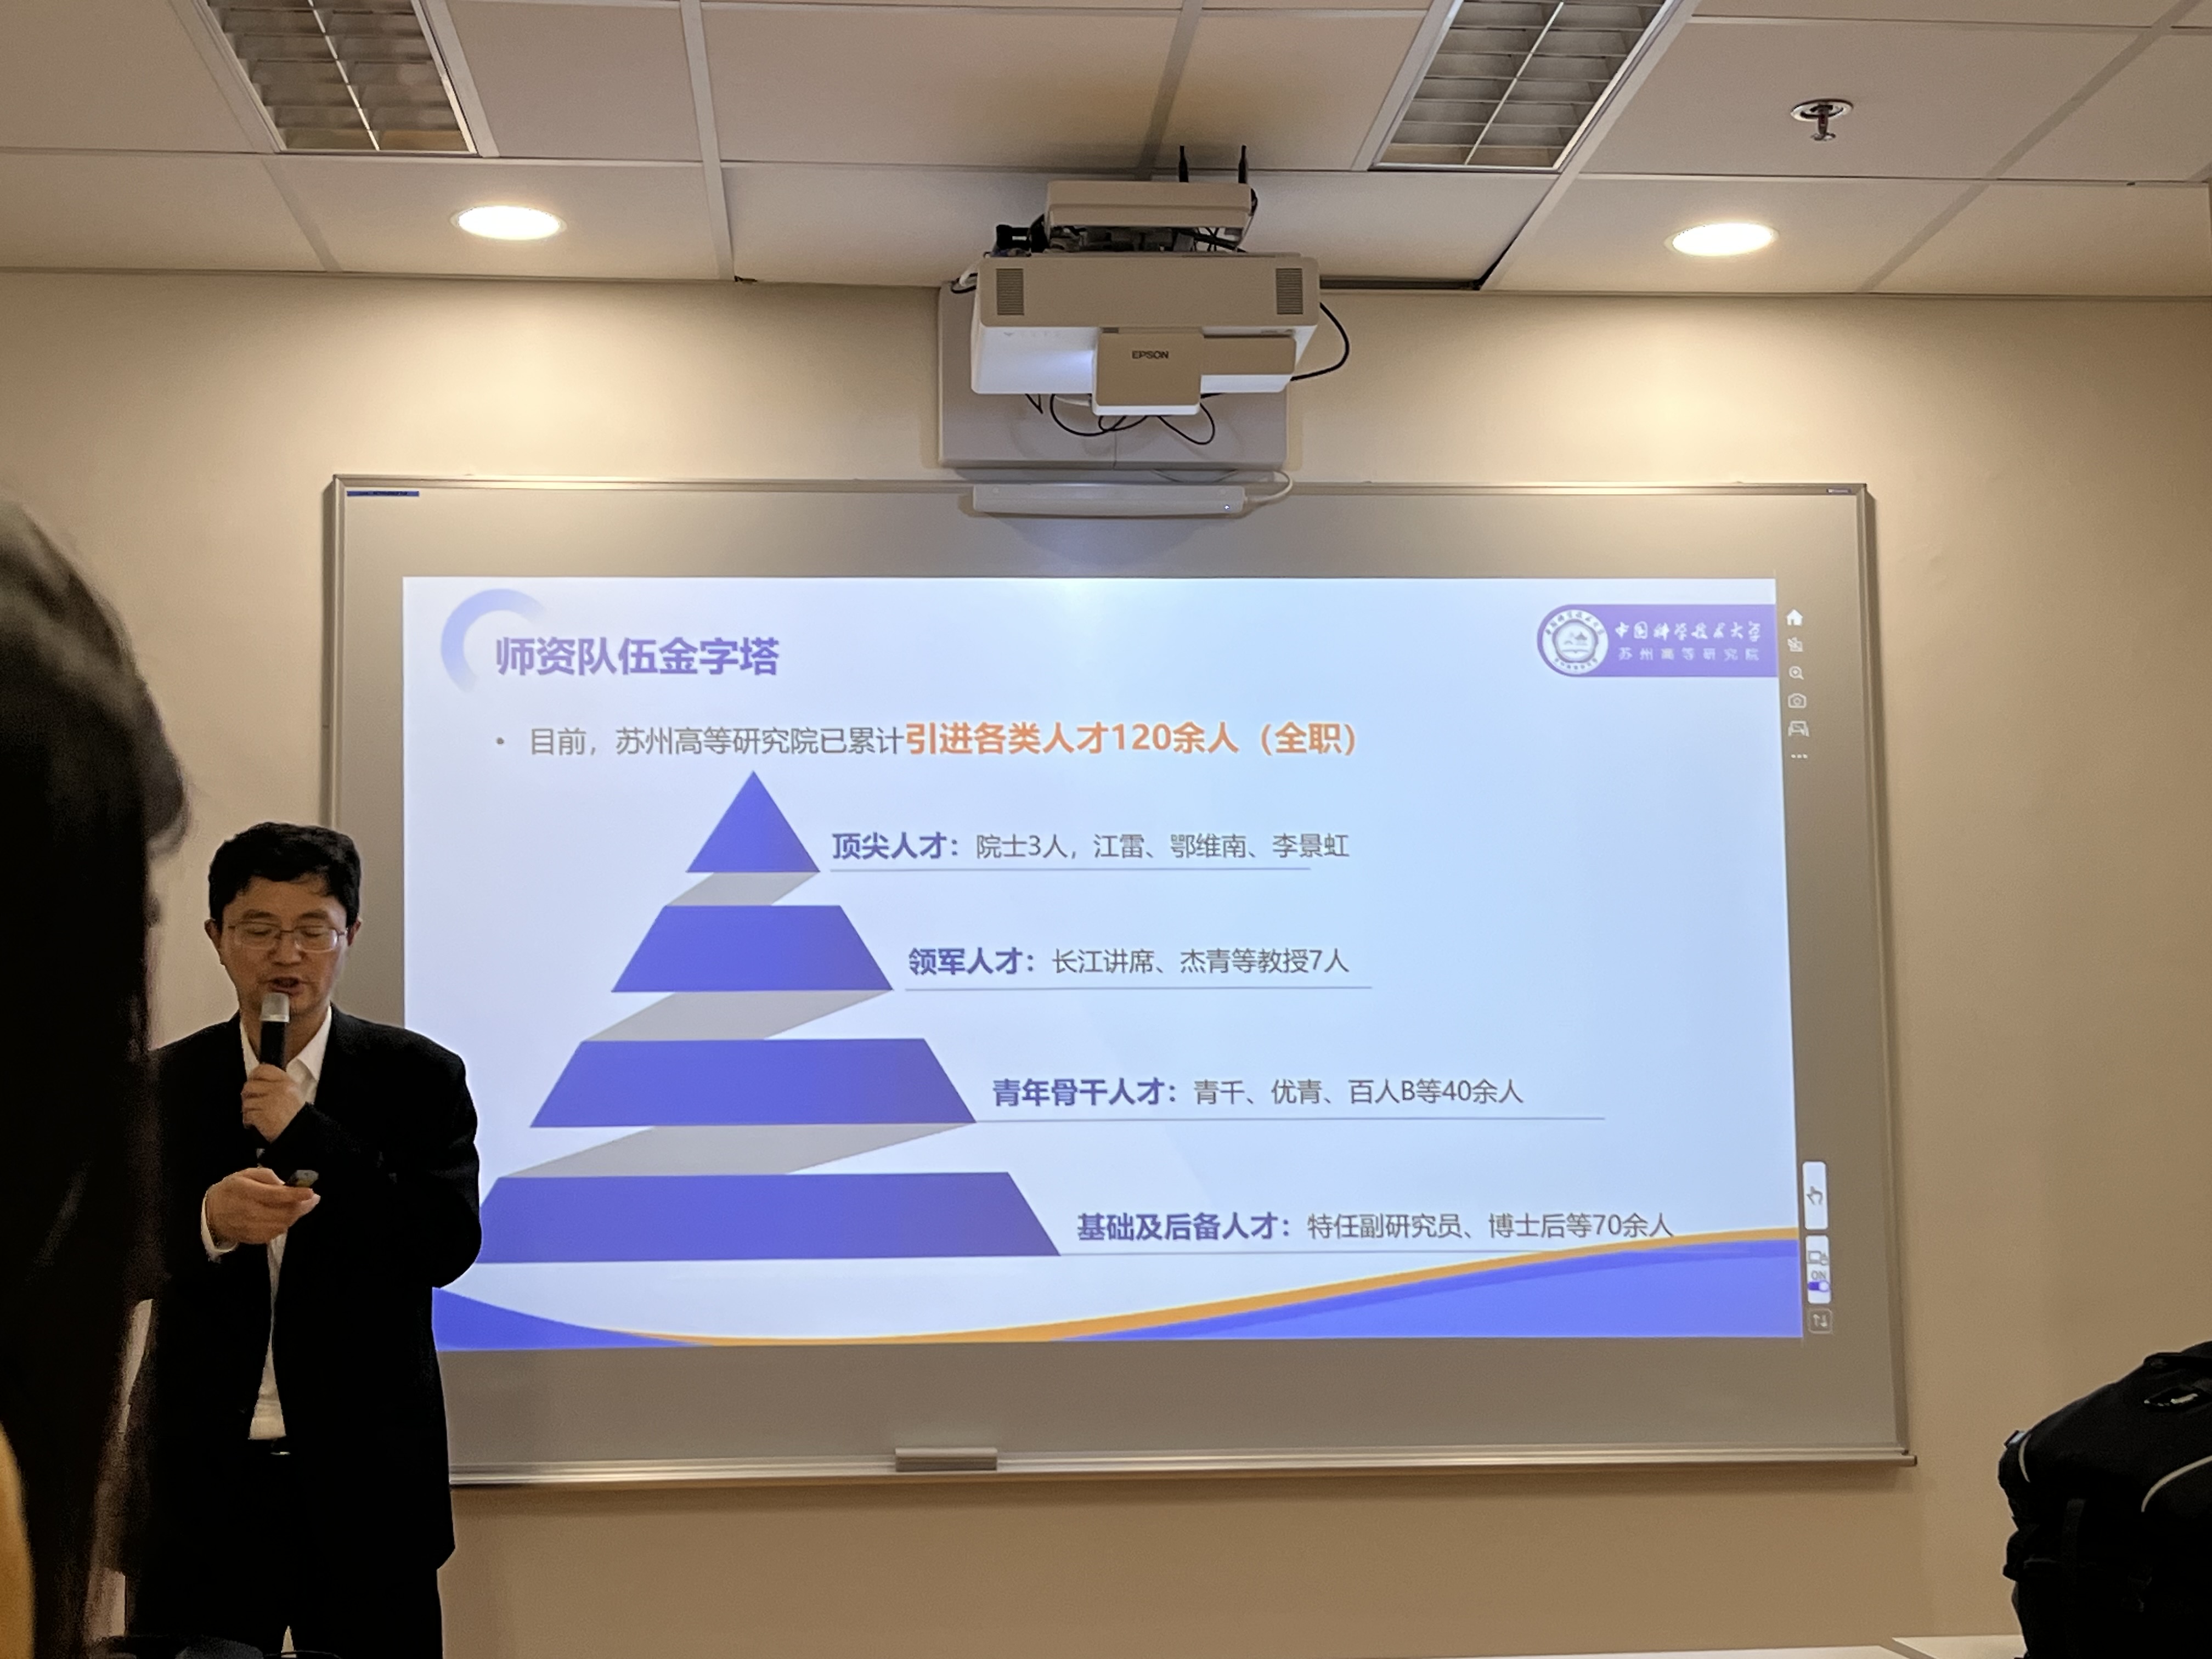 EPSON
师资队伍金字塔
中国科学技术大学
苏州高等研究院
• 目前，苏州高等研究院已累计引进各类人才120余人（全职）
顶尖人才：院士3人，江雷、鄂维南、李景虹
领军人才：长江讲席、杰青等教授7人
青年骨干人才：青千、优青、百人B等40余人
基础及后备人才：特任副研究员、博士后等70余人
ON